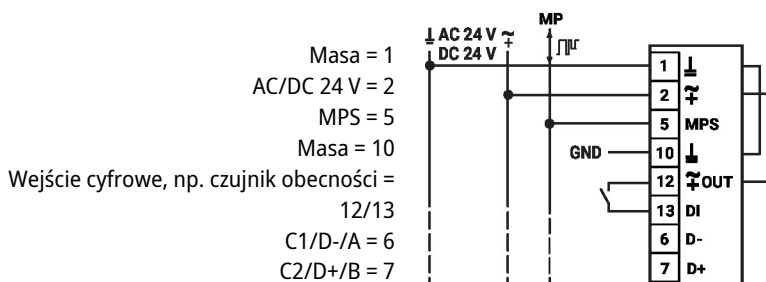 Masa = 1
AC/DC 24 V = 2
MPS = 5
Masa = 10
Wejście cyfrowe, np. czujnik obecności =
12/13
C1/D-/A = 6
C2/D+/B = 7
MP
⊥ AC 24 V ~
DC 24 V +
1 ⊥
2 ~+
5 MPS
GND 10 ⊥
12 ~+ OUT
13 DI
6 D-
7 D+